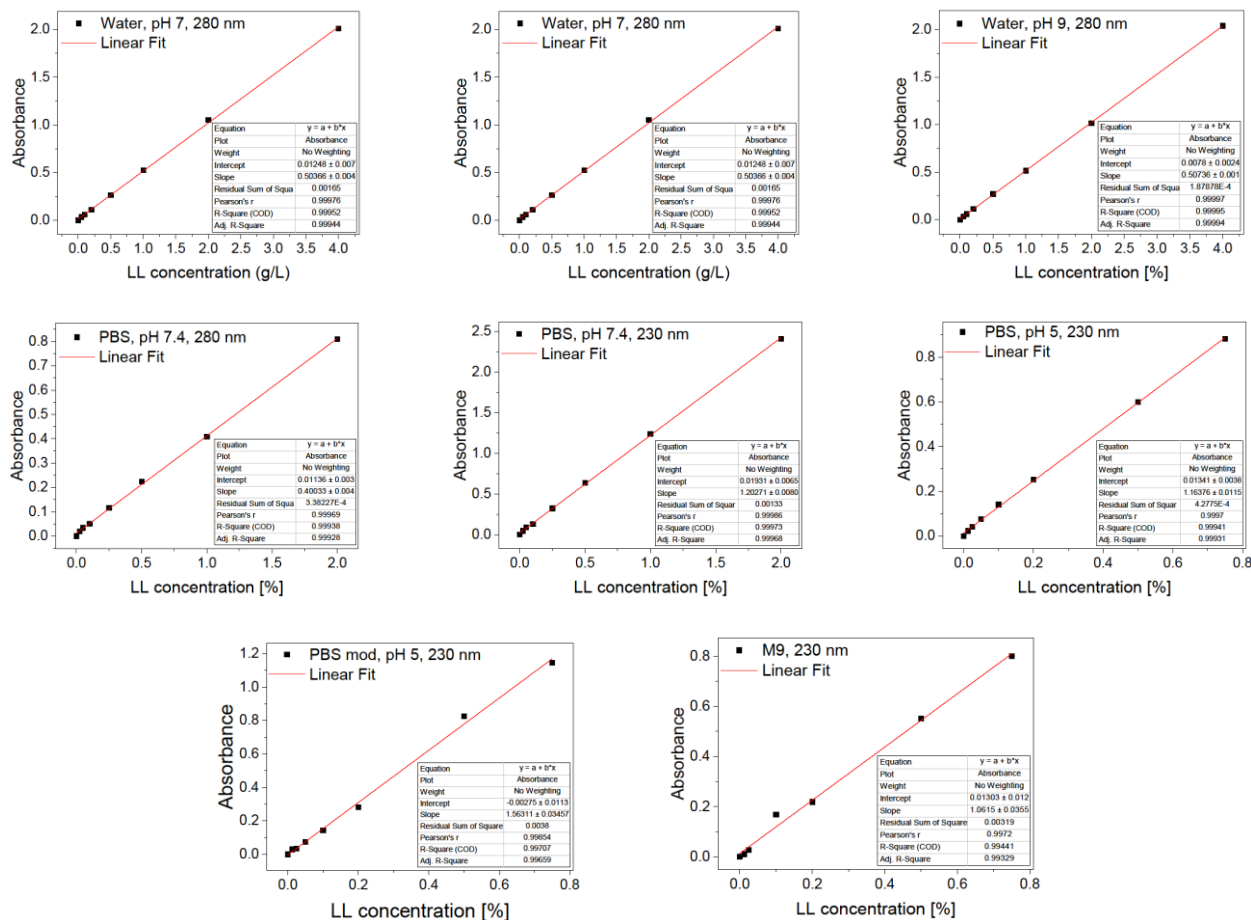 Water, pH 7, 280 nm
Linear Fit
Absorbance
2.0
1.5
1.0
0.5
0.0
Equation y = a + b*x
Plot Absorbance
Weight No Weighting
Intercept 0.01248 ± 0.007
Slope 0.50366 ± 0.004
Residual Sum of Squa 0.00165
Pearson's r 0.99976
R-Square (COD) 0.99952
Adj. R-Square 0.99944
0.0 0.5 1.0 1.5 2.0 2.5 3.0 3.5 4.0
LL concentration (g/L)
Water, pH 7, 280 nm
Linear Fit
Absorbance
2.0
1.5
1.0
0.5
0.0
Equation y = a + b*x
Plot Absorbance
Weight No Weighting
Intercept 0.01248 ± 0.007
Slope 0.50366 ± 0.004
Residual Sum of Squa 0.00165
Pearson's r 0.99976
R-Square (COD) 0.99952
Adj. R-Square 0.99944
0.0 0.5 1.0 1.5 2.0 2.5 3.0 3.5 4.0
LL concentration (g/L)
Water, pH 9, 280 nm
Linear Fit
Absorbance
2.0
1.5
1.0
0.5
0.0
Equation y = a + b*x
Plot Absorbance
Weight No Weighting
Intercept 0.0078 ± 0.0024
Slope 0.50736 ± 0.001
Residual Sum of Squa 1.87878E-4
Pearson's r 0.99997
R-Square (COD) 0.99995
Adj. R-Square 0.99994
0.0 0.5 1.0 1.5 2.0 2.5 3.0 3.5 4.0
LL concentration [%]
PBS, pH 7.4, 280 nm
Linear Fit
Absorbance
0.8
0.7
0.6
0.5
0.4
0.3
0.2
0.1
0.0
Equation y = a + b*x
Plot Absorbance
Weight No Weighting
Intercept 0.01136 ± 0.003
Slope 0.40033 ± 0.004
Residual Sum of Squa 3.38227E-4
Pearson's r 0.99969
R-Square (COD) 0.99938
Adj. R-Square 0.99928
0.0 0.5 1.0 1.5 2.0
LL concentration [%]
PBS, pH 7.4, 230 nm
Linear Fit
Absorbance
2.5
2.0
1.5
1.0
0.5
0.0
Equation y = a + b*x
Plot Absorbance
Weight No Weighting
Intercept 0.01931 ± 0.0065
Slope 1.20271 ± 0.0080
Residual Sum of Squar 0.00133
Pearson's r 0.99986
R-Square (COD) 0.99973
Adj. R-Square 0.99968
0.0 0.5 1.0 1.5 2.0
LL concentration [%]
PBS, pH 5, 230 nm
Linear Fit
Absorbance
0.8
0.6
0.4
0.2
0.0
Equation y = a + b*x
Plot Absorbance
Weight No Weighting
Intercept 0.01341 ± 0.0038
Slope 1.16376 ± 0.0115
Residual Sum of Squar 4.2775E-4
Pearson's r 0.9997
R-Square (COD) 0.99941
Adj. R-Square 0.99931
0.0 0.2 0.4 0.6 0.8
LL concentration [%]
PBS mod, pH 5, 230 nm
Linear Fit
Absorbance
1.2
1.0
0.8
0.6
0.4
0.2
0.0
Equation y = a + b*x
Plot Absorbance
Weight No Weighting
Intercept -0.00275 ± 0.0113
Slope 1.56311 ± 0.03457
Residual Sum of Square 0.0038
Pearson's r 0.99854
R-Square (COD) 0.99707
Adj. R-Square 0.99659
0.0 0.2 0.4 0.6 0.8
LL concentration [%]
M9, 230 nm
Linear Fit
Absorbance
0.8
0.6
0.4
0.2
0.0
Equation y = a + b*x
Plot Absorbance
Weight No Weighting
Intercept 0.01303 ± 0.012
Slope 1.0615 ± 0.0355
Residual Sum of Square 0.00319
Pearson's r 0.9972
R-Square (COD) 0.99441
Adj. R-Square 0.99329
0.0 0.2 0.4 0.6 0.8
LL concentration [%]